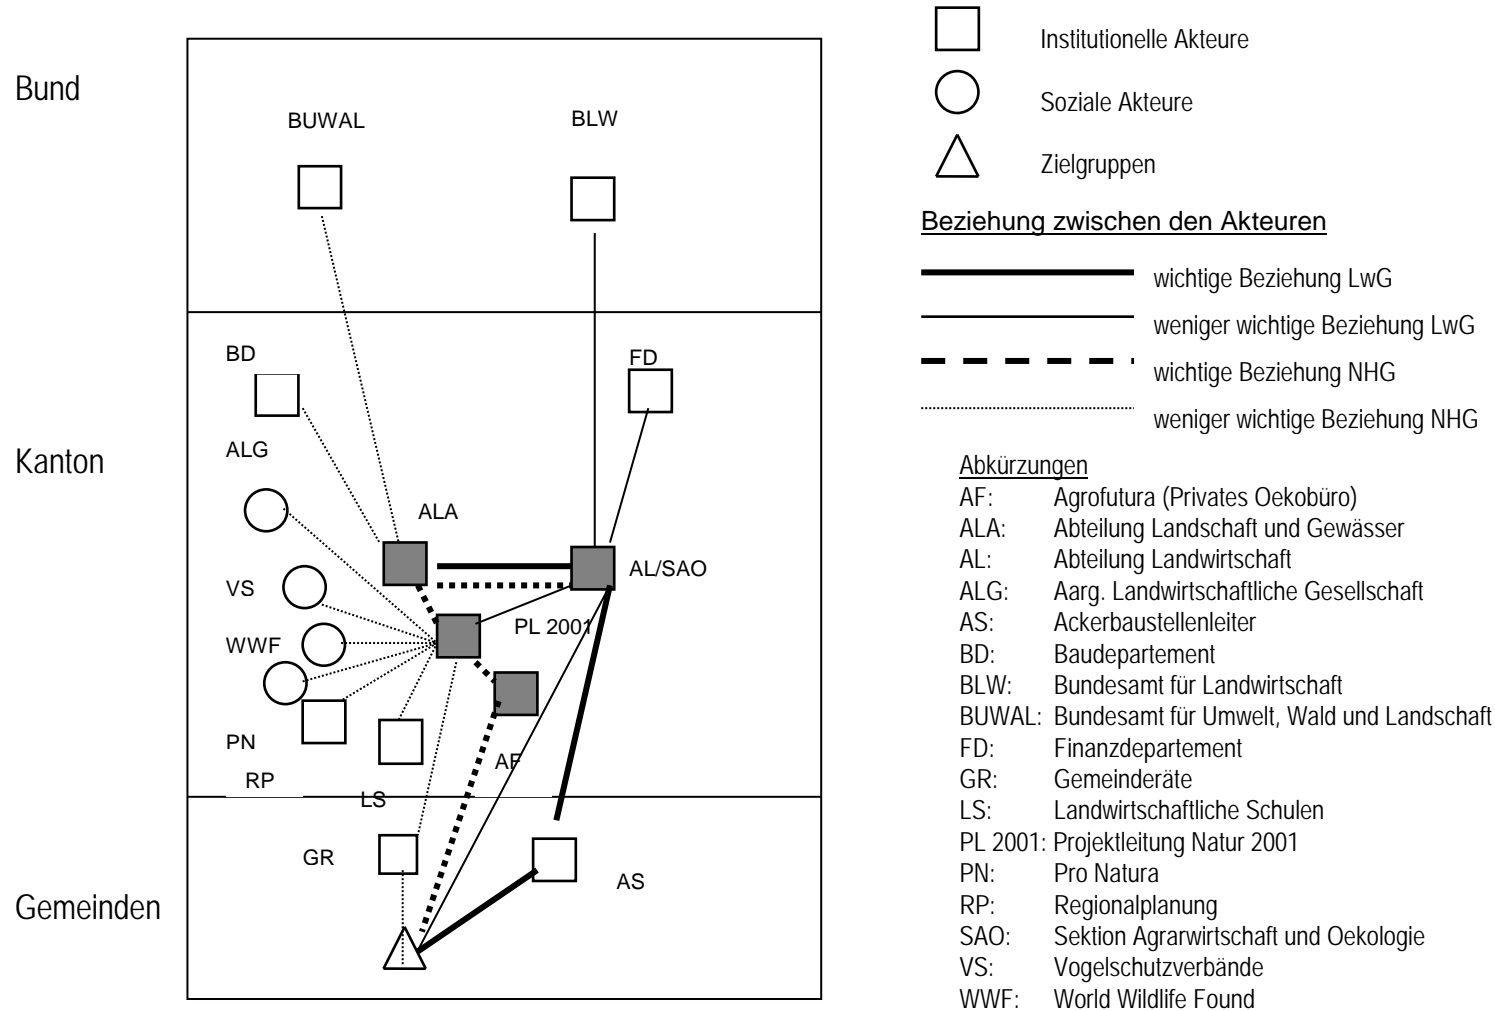 Bund
BUWAL
BLW
BD
FD
ALG
Kanton
ALA
AL/SAO
VS
PL 2001
WWF
PN
RP
AF
LS
GR
AS
Gemeinden
Institutionelle Akteure
Soziale Akteure
Zielgruppen
Beziehung zwischen den Akteuren
wichtige Beziehung LwG
weniger wichtige Beziehung LwG
wichtige Beziehung NHG
weniger wichtige Beziehung NHG
Abkürzungen
AF: Agrofutura (Privates Oekobüro)
ALA: Abteilung Landschaft und Gewässer
AL: Abteilung Landwirtschaft
ALG: Aarg. Landwirtschaftliche Gesellschaft
AS: Ackerbaustellenleiter
BD: Baudepartement
BLW: Bundesamt für Landwirtschaft
BUWAL: Bundesamt für Umwelt, Wald und Landschaft
FD: Finanzdepartement
GR: Gemeinderäte
LS: Landwirtschaftliche Schulen
PL 2001: Projektleitung Natur 2001
PN: Pro Natura
RP: Regionalplanung
SAO: Sektion Agrarwirtschaft und Oekologie
VS: Vogelschutzverbände
WWF: World Wildlife Found